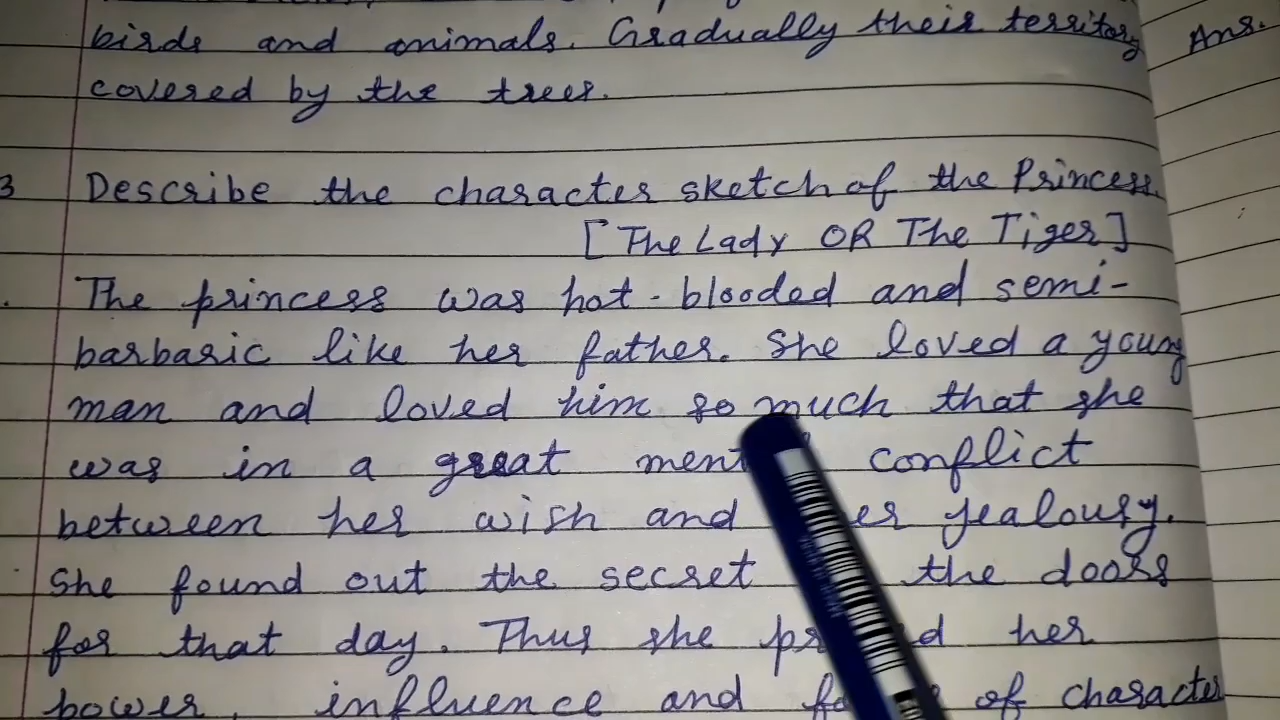 birds and animals. Gradually their territory
Ans.
covered by the trees.
3 Describe the character sketch of the Princess.
[The Lady OR The Tiger]
The princess was hot-blooded and semi-
barbaric like her father. She loved a young
man and loved him so much that she
was in a great conflict
between her wish and jealousy.
She found out the secret the doors
for that day. Thus she her
power, influence and of character